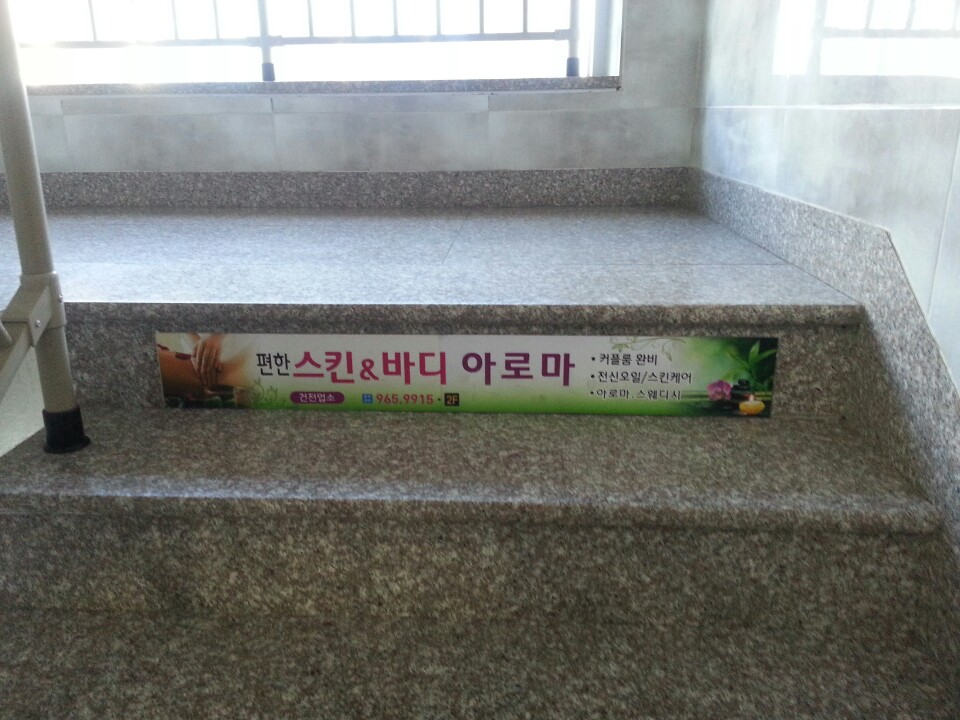 편한 스킨&바디 아로마
건전업소 965.9915 · 2F
• 커플룸 완비
• 전신오일/스킨케어
• 아로마.스웨디시